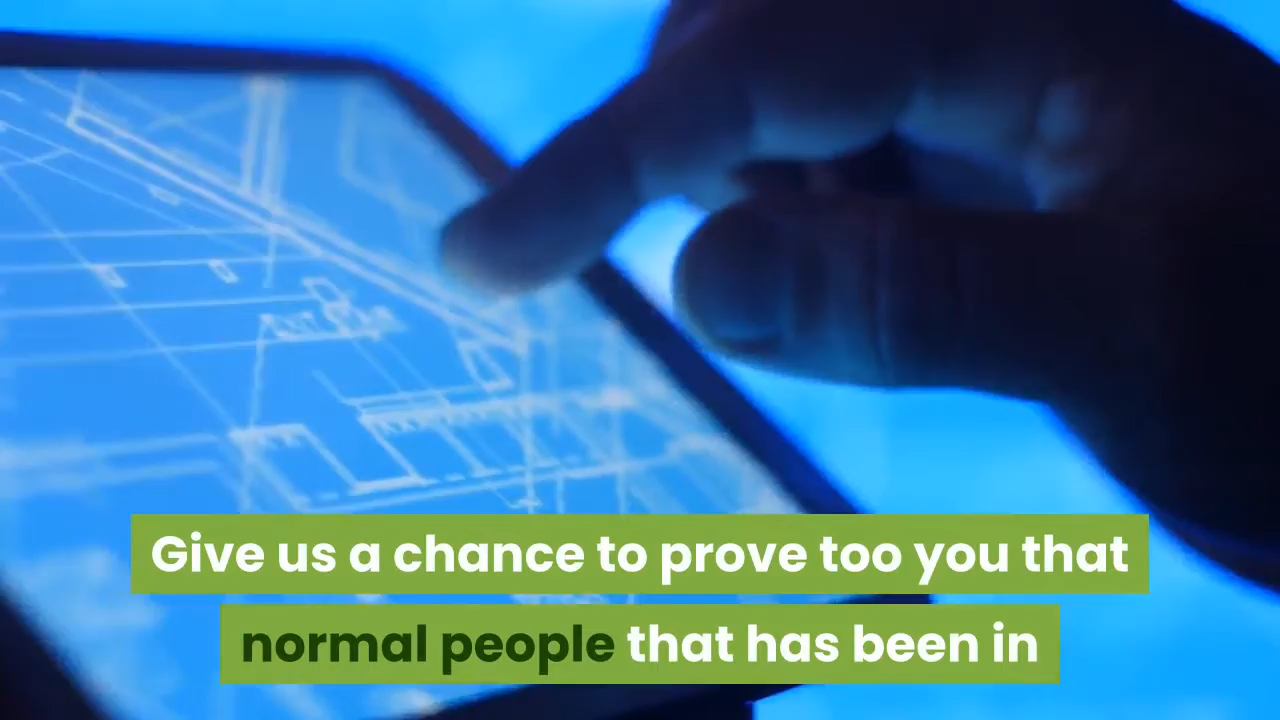 Give us a chance to prove too you that
normal people that has been in